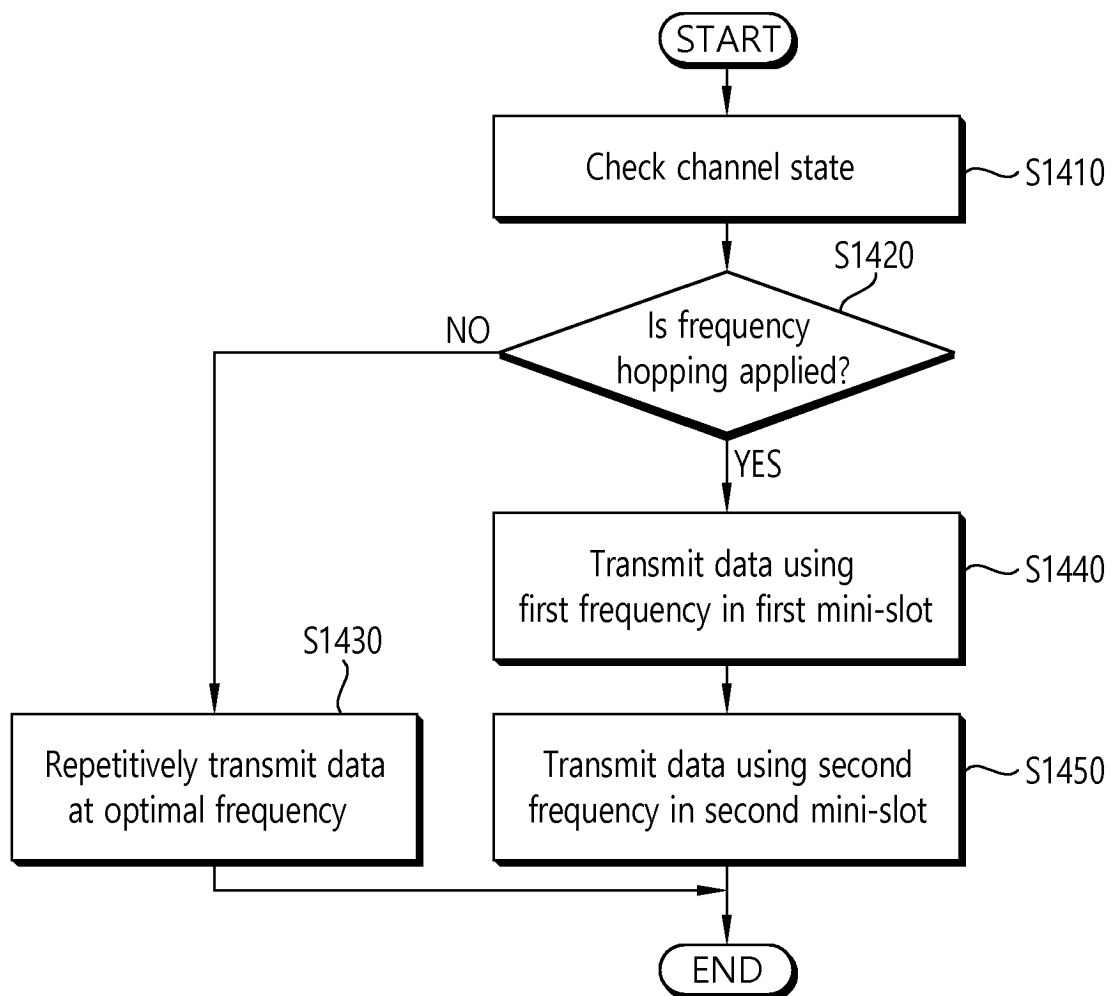 START
Check channel state
S1410
S1420
Is frequency
hopping applied?
NO
YES
Transmit data using
first frequency in first mini-slot
S1440
S1430
Repetitively transmit data
at optimal frequency
Transmit data using second
frequency in second mini-slot
S1450
END